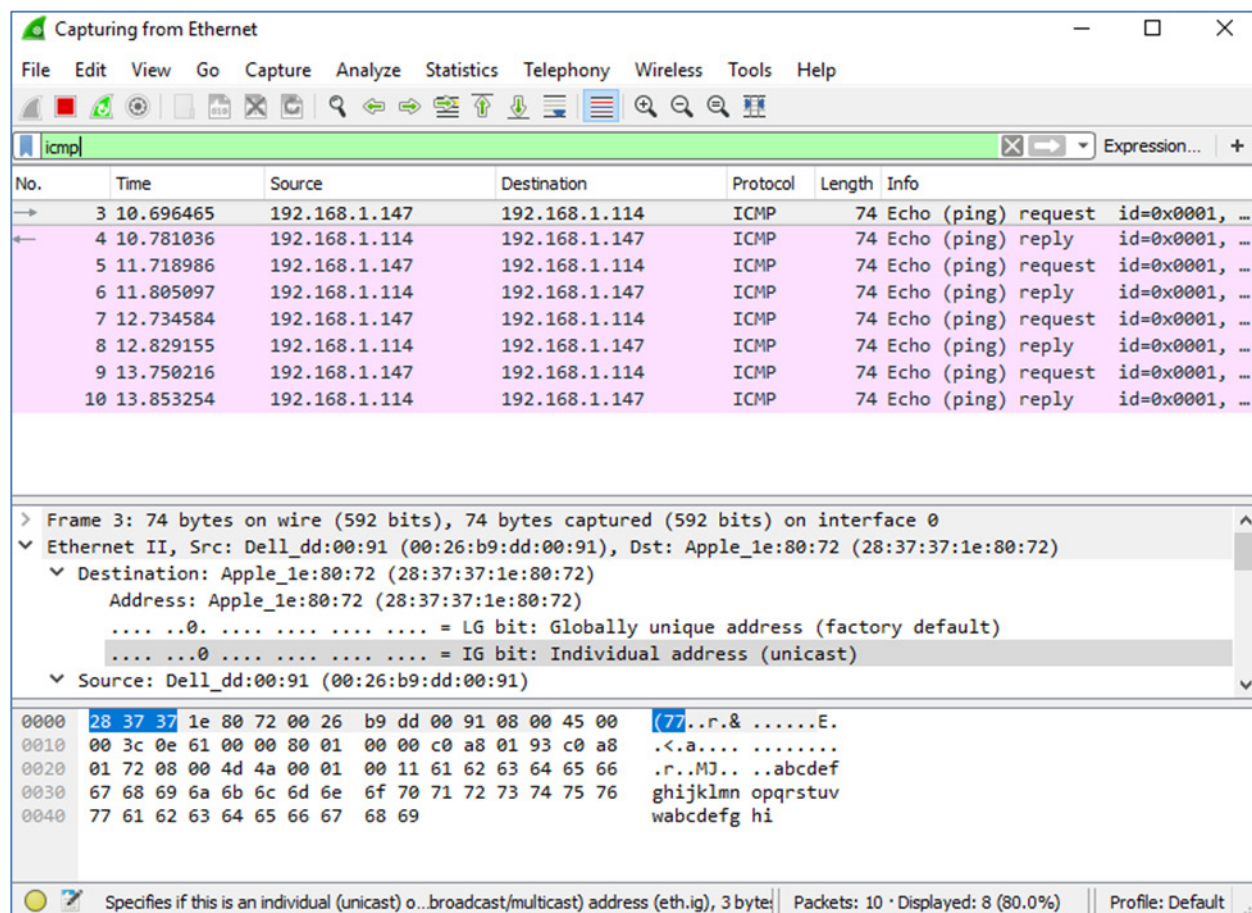 Capturing from Ethernet
File Edit View Go Capture Analyze Statistics Telephony Wireless Tools Help
icmp Expression... +
No. Time Source Destination Protocol Length Info
3 10.696465 192.168.1.147 192.168.1.114 ICMP 74 Echo (ping) request id=0x0001, …
4 10.781036 192.168.1.114 192.168.1.147 ICMP 74 Echo (ping) reply id=0x0001, …
5 11.718986 192.168.1.147 192.168.1.114 ICMP 74 Echo (ping) request id=0x0001, …
6 11.805097 192.168.1.114 192.168.1.147 ICMP 74 Echo (ping) reply id=0x0001, …
7 12.734584 192.168.1.147 192.168.1.114 ICMP 74 Echo (ping) request id=0x0001, …
8 12.829155 192.168.1.114 192.168.1.147 ICMP 74 Echo (ping) reply id=0x0001, …
9 13.750216 192.168.1.147 192.168.1.114 ICMP 74 Echo (ping) request id=0x0001, …
10 13.853254 192.168.1.114 192.168.1.147 ICMP 74 Echo (ping) reply id=0x0001, …
Frame 3: 74 bytes on wire (592 bits), 74 bytes captured (592 bits) on interface 0
Ethernet II, Src: Dell_dd:00:91 (00:26:b9:dd:00:91), Dst: Apple_1e:80:72 (28:37:37:1e:80:72)
Destination: Apple_1e:80:72 (28:37:37:1e:80:72)
Address: Apple_1e:80:72 (28:37:37:1e:80:72)
.... ..0. .... .... .... .... = LG bit: Globally unique address (factory default)
.... ...0 .... .... .... .... = IG bit: Individual address (unicast)
Source: Dell_dd:00:91 (00:26:b9:dd:00:91)
0000 28 37 37 1e 80 72 00 26 b9 dd 00 91 08 00 45 00 (77..r.& ......E.
0010 00 3c 0e 61 00 00 80 01 00 00 c0 a8 01 93 c0 a8 .<.a.... ........
0020 01 72 08 00 4d 4a 00 01 00 11 61 62 63 64 65 66 .r..MJ.. ..abcdef
0030 67 68 69 6a 6b 6c 6d 6e 6f 70 71 72 73 74 75 76 ghijklmn opqrstuv
0040 77 61 62 63 64 65 66 67 68 69 wabcdefg hi
Specifies if this is an individual (unicast) o...broadcast/multicast) address (eth.ig), 3 byte Packets: 10 · Displayed: 8 (80.0%) Profile: Default